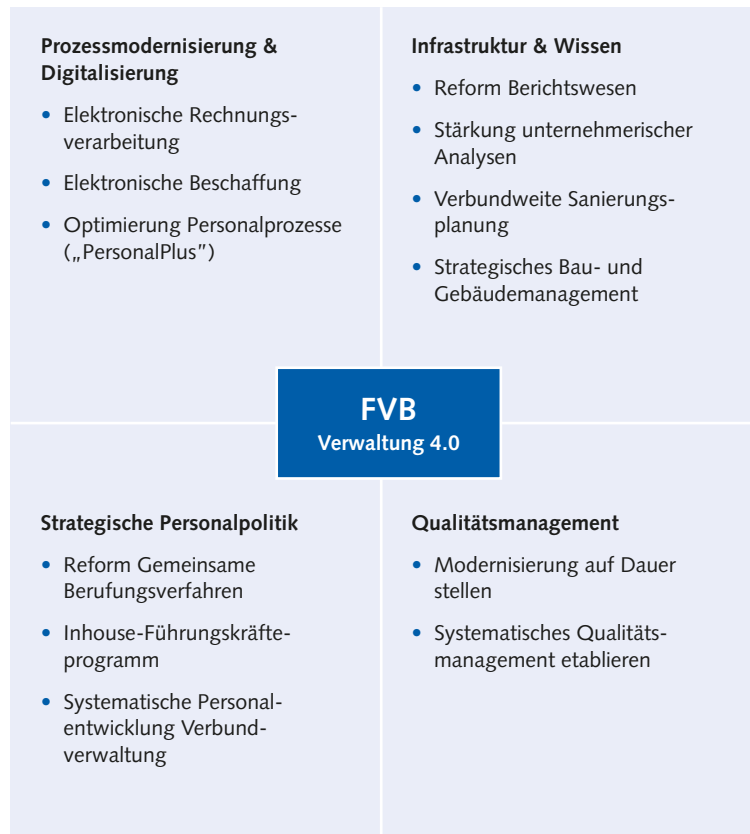 Prozessmodernisierung &
Digitalisierung
• Elektronische Rechnungs-
verarbeitung
• Elektronische Beschaffung
• Optimierung Personalprozesse
(„PersonalPlus”)
Infrastruktur & Wissen
• Reform Berichtswesen
• Stärkung unternehmerischer
Analysen
• Verbundweite Sanierungs-
planung
• Strategisches Bau- und
Gebäudemanagement
FVB
Verwaltung 4.0
Strategische Personalpolitik
• Reform Gemeinsame
Berufungsverfahren
• Inhouse-Führungskräfte-
programm
• Systematische Personal-
entwicklung Verbund-
verwaltung
Qualitätsmanagement
• Modernisierung auf Dauer
stellen
• Systematisches Qualitäts-
management etablieren